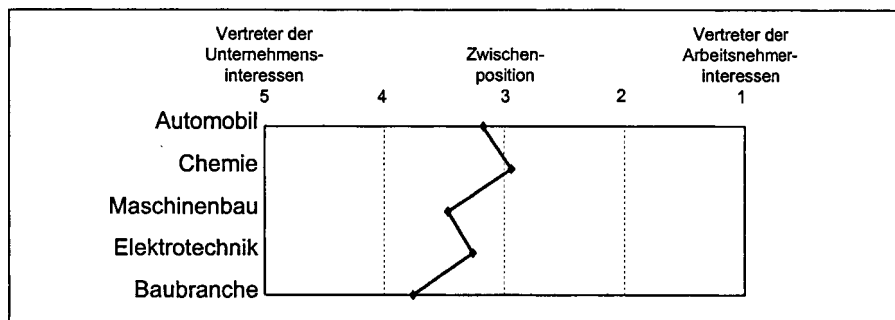 Vertreter der
Unternehmens-
interessen
Zwischen-
position
Vertreter der
Arbeitsnehmer-
interessen
5 4 3 2 1
Automobil
Chemie
Maschinenbau
Elektrotechnik
Baubranche